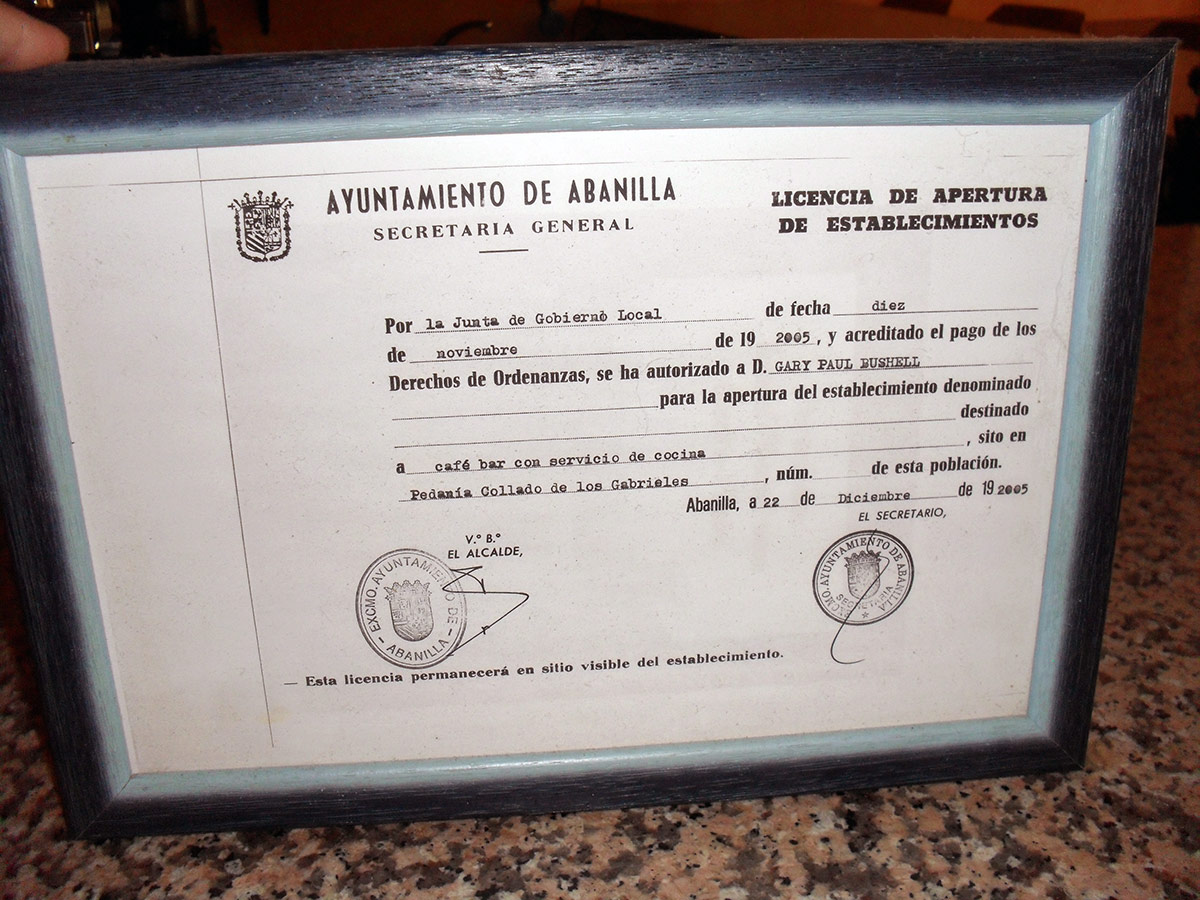 AYUNTAMIENTO DE ABANILLA
SECRETARIA GENERAL
LICENCIA DE APERTURA
DE ESTABLECIMIENTOS
Por la Junta de Gobierno Local de fecha diez
de noviembre de 19 2005, y acreditado el pago de los
Derechos de Ordenanzas, se ha autorizado a D. GARY PAUL BUSHELL
para la apertura del establecimiento denominado
destinado
a café bar con servicio de cocina, sito en
Pedanía Collado de los Gabrieles, núm. de esta población.
Abanilla, a 22 de Diciembre de 19 2005
V.º B.º
EL ALCALDE,
EL SECRETARIO,
EXCMO. AYUNTAMIENTO DE
- ABANILLA -
EXCMO. AYUNTAMIENTO DE ABANILLA
SECRETARIA
— Esta licencia permanecerá en sitio visible del establecimiento.